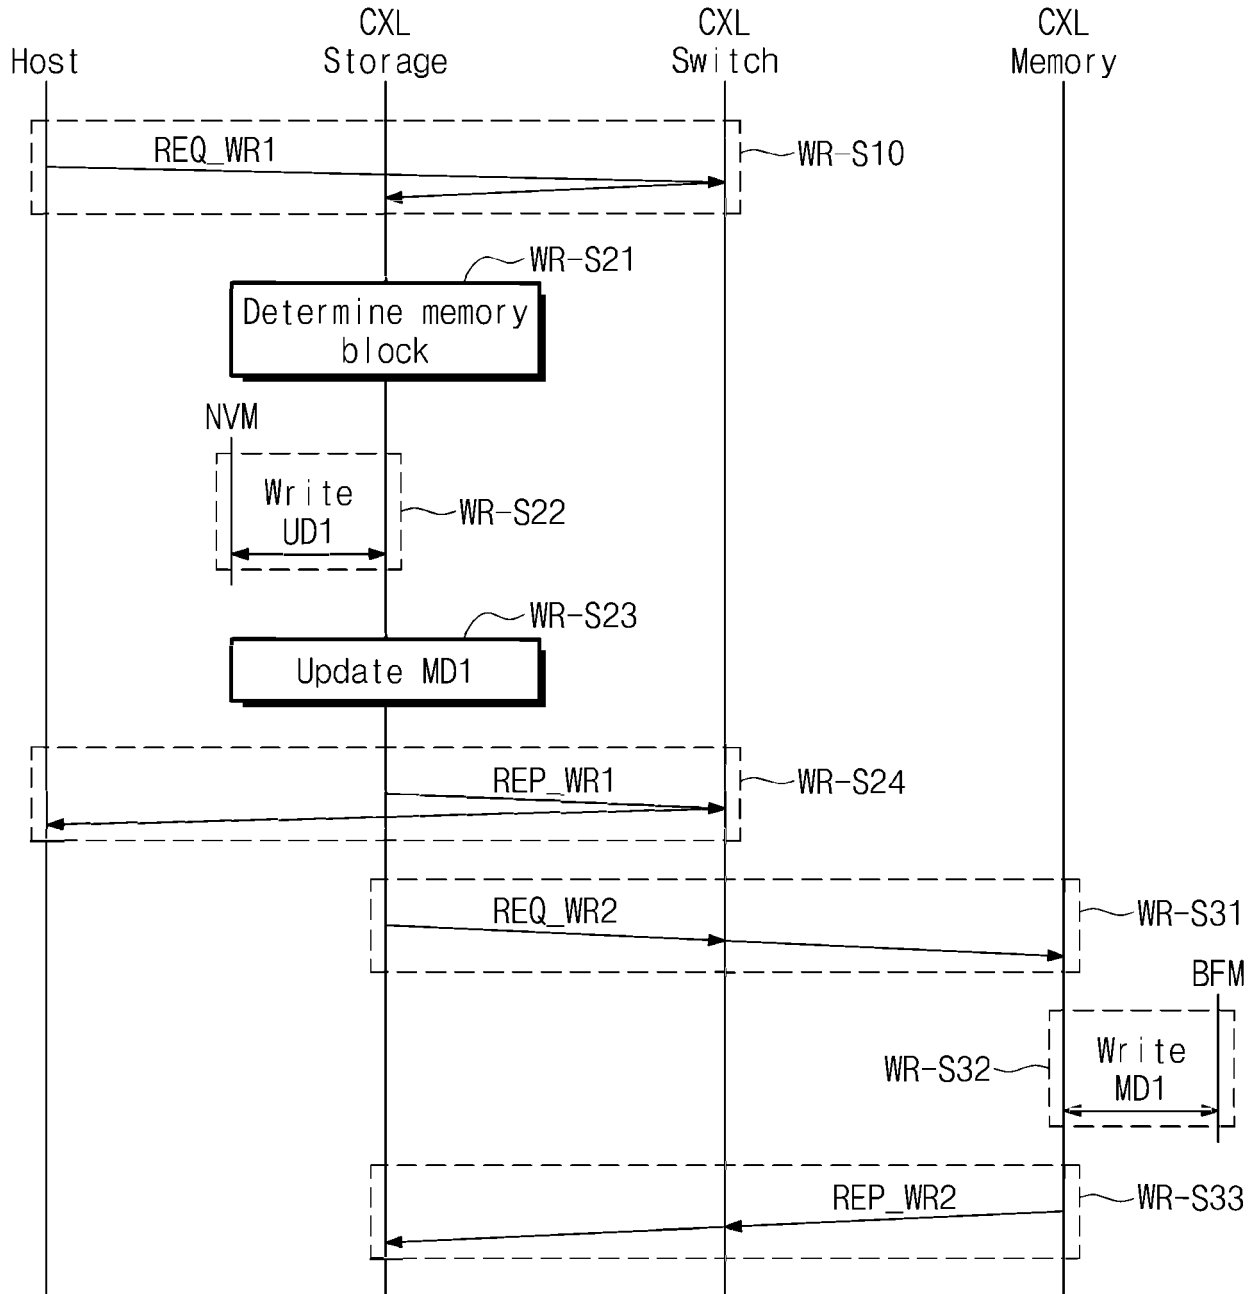 Host
CXL
Storage
CXL
Switch
CXL
Memory
REQ_WR1
WR-S10
WR-S21
Determine memory
block
NVM
Write
UD1
WR-S22
WR-S23
Update MD1
REP_WR1
WR-S24
REQ_WR2
WR-S31
BFM
Write
MD1
WR-S32
REP_WR2
WR-S33